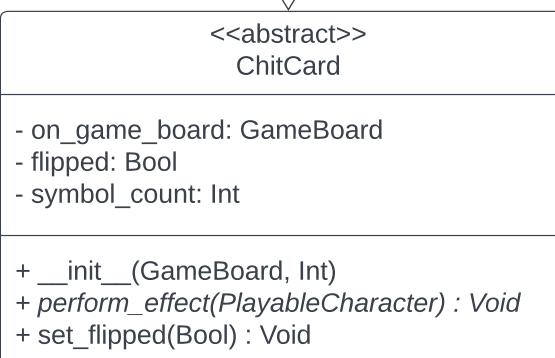 <<abstract>>
ChitCard
- on_game_board: GameBoard
- flipped: Bool
- symbol_count: Int
+ __init__(GameBoard, Int)
+ perform_effect(PlayableCharacter) : Void
+ set_flipped(Bool) : Void